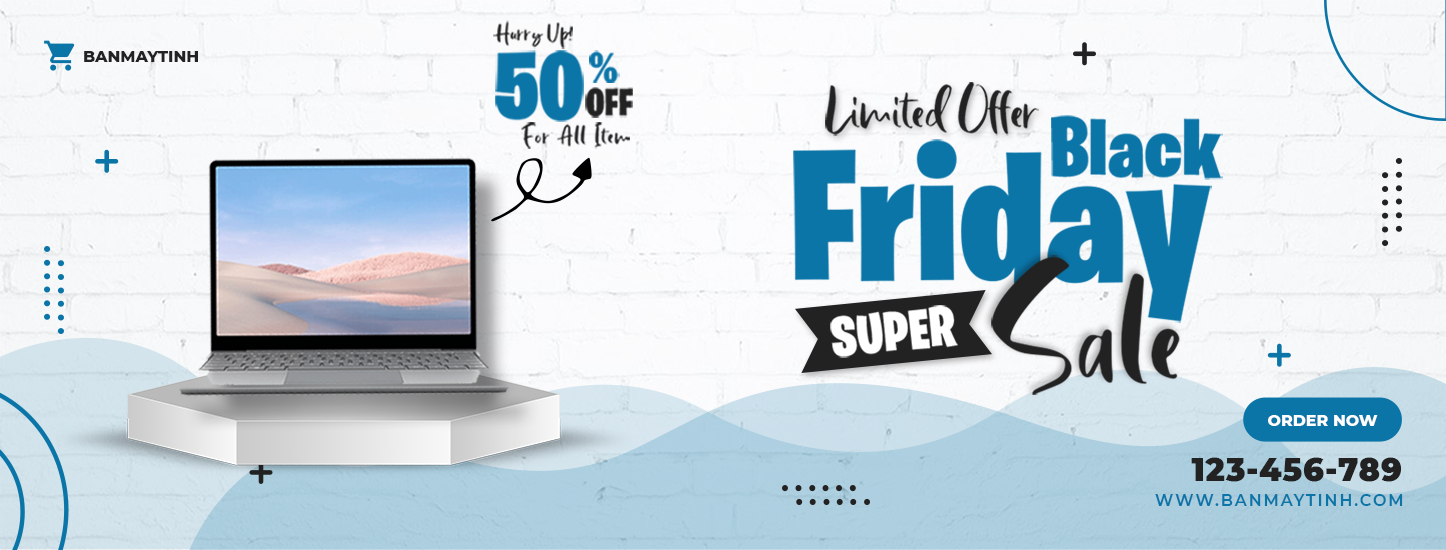 BANMAYTINH
Hurry Up!
50%
OFF
For All Item
Limited Offer
Black
Friday
SUPER
Sale
ORDER NOW
123-456-789
WWW.BANMAYTINH.COM